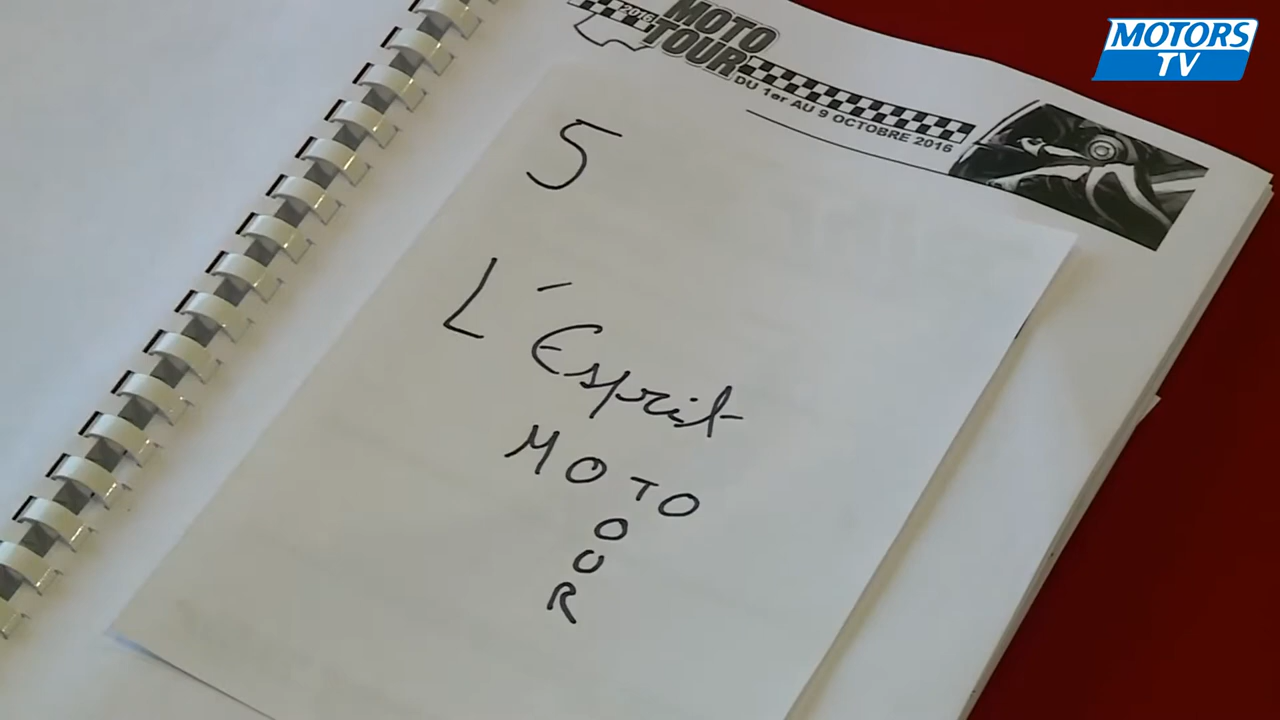 MOTORS
TV
2016
MOTO
TOUR
DU 1er AU 9 OCTOBRE 2016
5
L'Esprit
MOTO
O
U
R